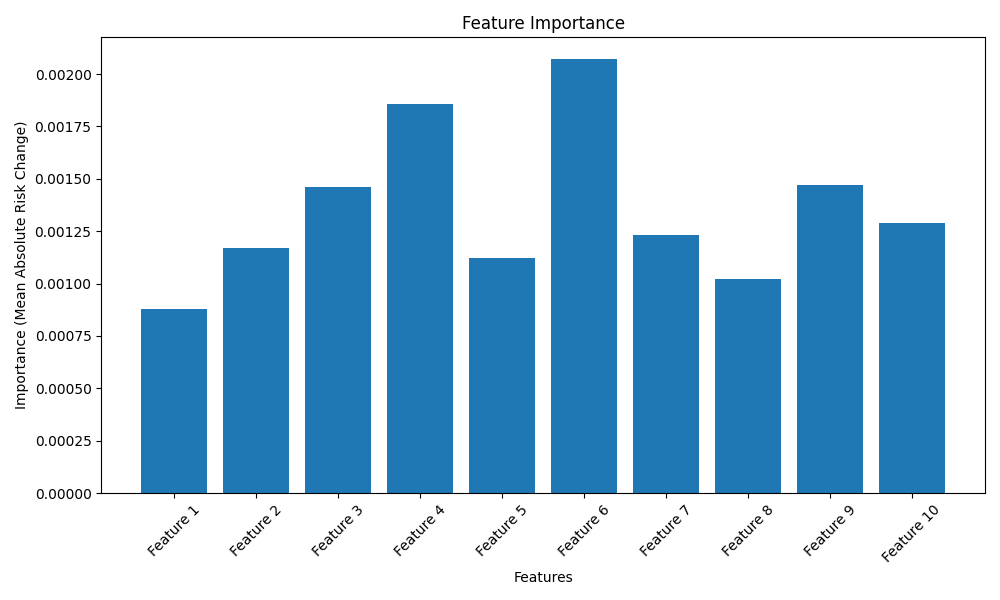 Feature Importance
Importance (Mean Absolute Risk Change)
0.00200
0.00175
0.00150
0.00125
0.00100
0.00075
0.00050
0.00025
0.00000
Feature 1
Feature 2
Feature 3
Feature 4
Feature 5
Feature 6
Feature 7
Feature 8
Feature 9
Feature 10
Features